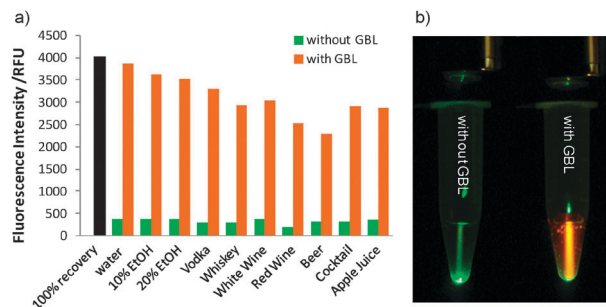 a)
b)
without GBL
with GBL
Fluorescence Intensity /RFU
4500
4000
3500
3000
2500
2000
1500
1000
500
0
100% recovery
water
10% EtOH
20% EtOH
Vodka
Whiskey
White Wine
Red Wine
Beer
Cocktail
Apple Juice
without GBL
with GBL